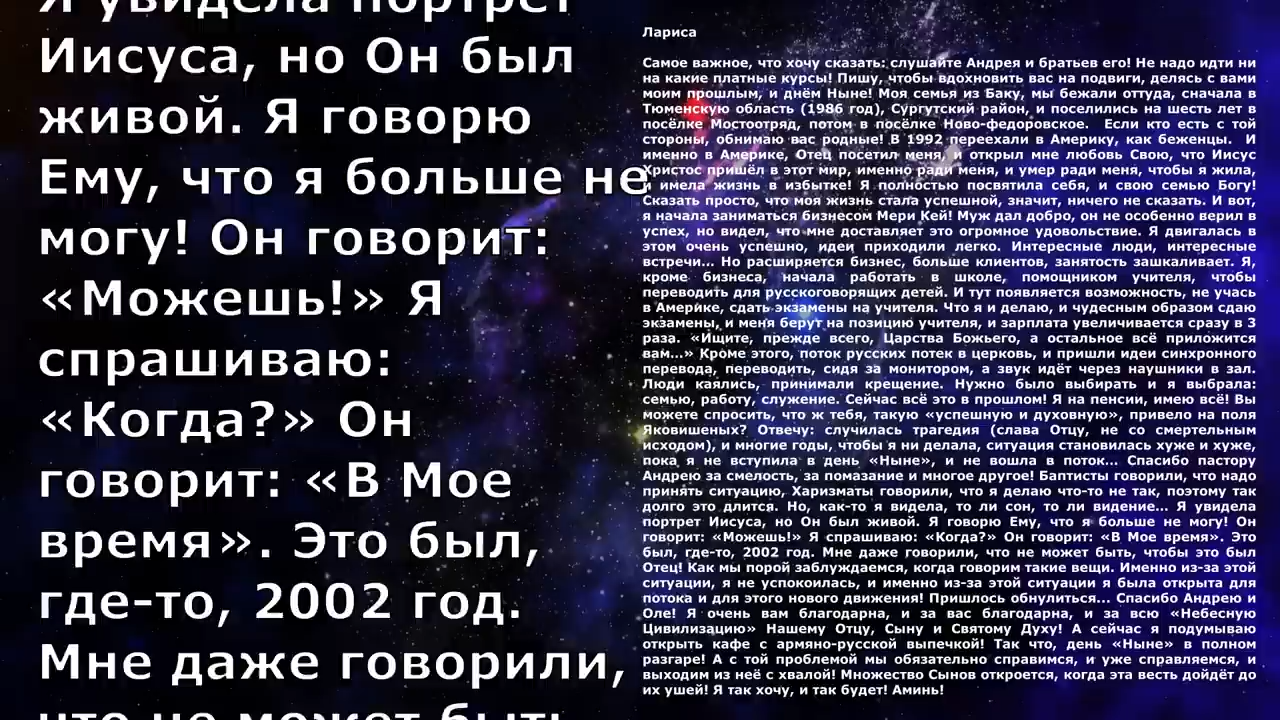 Я увидела портрет
Иисуса, но Он был
живой. Я говорю
Ему, что я больше не
могу! Он говорит:
«Можешь!» Я
спрашиваю:
«Когда?» Он
говорит: «В Мое
время». Это был,
где-то, 2002 год.
Мне даже говорили,
что не может быть,
Лариса
Самое важное, что хочу сказать: слушайте Андрея и братьев его! Не надо идти ни
на какие платные курсы! Пишу, чтобы вдохновить вас на подвиги, делясь с вами
моим прошлым, и днём Ныне! Моя семья из Баку, мы бежали оттуда, сначала в
Тюменскую область (1986 год), Сургутский район, и поселились на шесть лет в
посёлке Мостоотряд, потом в посёлке Ново-федоровское. Если кто есть с той
стороны, обнимаю вас родные! В 1992 переехали в Америку, как беженцы. И
именно в Америке, Отец посетил меня, и открыл мне любовь Свою, что Иисус
Христос пришёл в этот мир, именно ради меня, и умер ради меня, чтобы я жила,
и имела жизнь в избытке! Я полностью посвятила себя, и свою семью Богу!
Сказать просто, что моя жизнь стала успешной, значит, ничего не сказать. И вот,
я начала заниматься бизнесом Мери Кей! Муж дал добро, он не особенно верил в
успех, но видел, что мне доставляет это огромное удовольствие. Я двигалась в
этом очень успешно, идеи приходили легко. Интересные люди, интересные
встречи... Но расширяется бизнес, больше клиентов, занятость зашкаливает. Я,
кроме бизнеса, начала работать в школе, помощником учителя, чтобы
переводить для русскоговорящих детей. И тут появляется возможность, не учась
в Америке, сдать экзамены на учителя. Что я и делаю, и чудесным образом сдаю
экзамены, и меня берут на позицию учителя, и зарплата увеличивается сразу в 3
раза. «Ищите, прежде всего, Царства Божьего, а остальное всё приложится
вам...» Кроме этого, поток русских потек в церковь, и пришли идеи синхронного
перевода, переводить, сидя за монитором, а звук идёт через наушники в зал.
Люди каялись, принимали крещение. Нужно было выбирать и я выбрала:
семью, работу, служение. Сейчас всё это в прошлом! Я на пенсии, имею всё! Вы
можете спросить, что ж тебя, такую «успешную и духовную», привело на поля
Яковишеных? Отвечу: случилась трагедия (слава Отцу, не со смертельным
исходом), и многие годы, чтобы я ни делала, ситуация становилась хуже и хуже,
пока я не вступила в день «Ныне», и не вошла в поток... Спасибо пастору
Андрею за смелость, за помазание и многое другое! Баптисты говорили, что надо
принять ситуацию, Харизматы говорили, что я делаю что-то не так, поэтому так
долго это длится. Но, как-то я видела, то ли сон, то ли видение... Я увидела
портрет Иисуса, но Он был живой. Я говорю Ему, что я больше не могу! Он
говорит: «Можешь!» Я спрашиваю: «Когда?» Он говорит: «В Мое время». Это
был, где-то, 2002 год. Мне даже говорили, что не может быть, чтобы это был
Отец! Как мы порой заблуждаемся, когда говорим такие вещи. Именно из-за этой
ситуации, я не успокоилась, и именно из-за этой ситуации я была открыта для
потока и для этого нового движения! Пришлось обнулиться... Спасибо Андрею и
Оле! Я очень вам благодарна, и за вас благодарна, и за всю «Небесную
Цивилизацию» Нашему Отцу, Сыну и Святому Духу! А сейчас я подумываю
открыть кафе с армяно-русской выпечкой! Так что, день «Ныне» в полном
разгаре! А с той проблемой мы обязательно справимся, и уже справляемся, и
выходим из неё с хвалой! Множество Сынов откроется, когда эта весть дойдёт до
их ушей! Я так хочу, и так будет! Аминь!